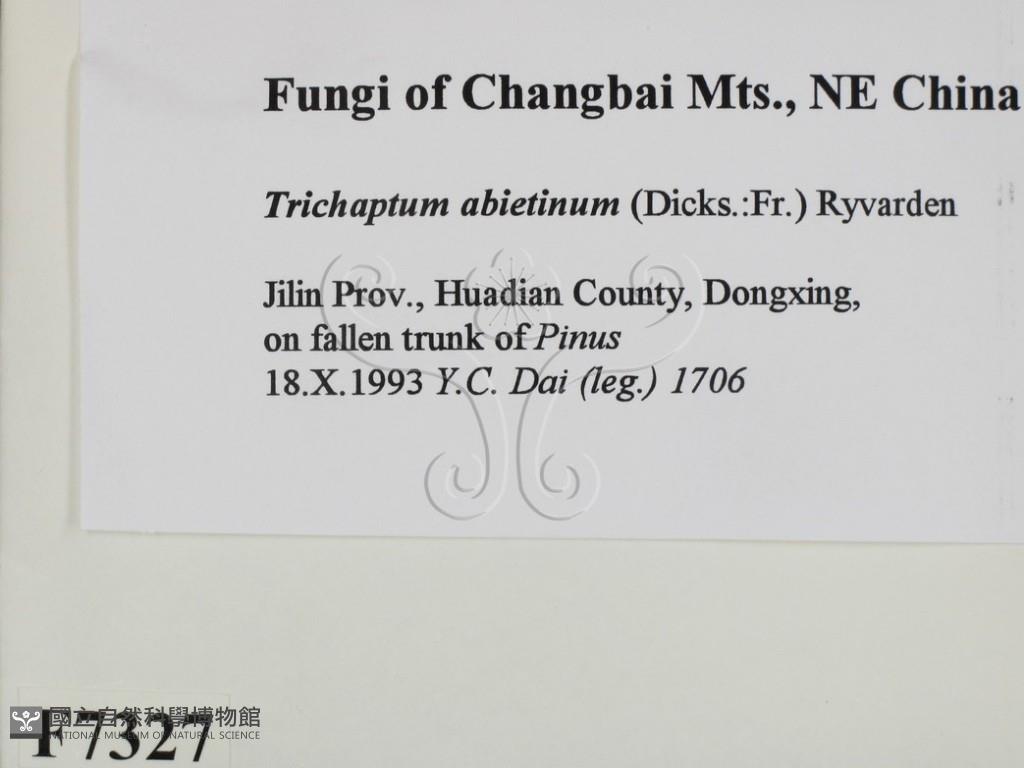 Fungi of Changbai Mts., NE China
Trichaptum abietinum (Dicks.:Fr.) Ryvarden
Jilin Prov., Huadian County, Dongxing,
on fallen trunk of Pinus
18.X.1993 Y.C. Dai (leg.) 1706
國立自然科學博物館
NATIONAL MUSEUM OF NATURAL SCIENCE
F7327